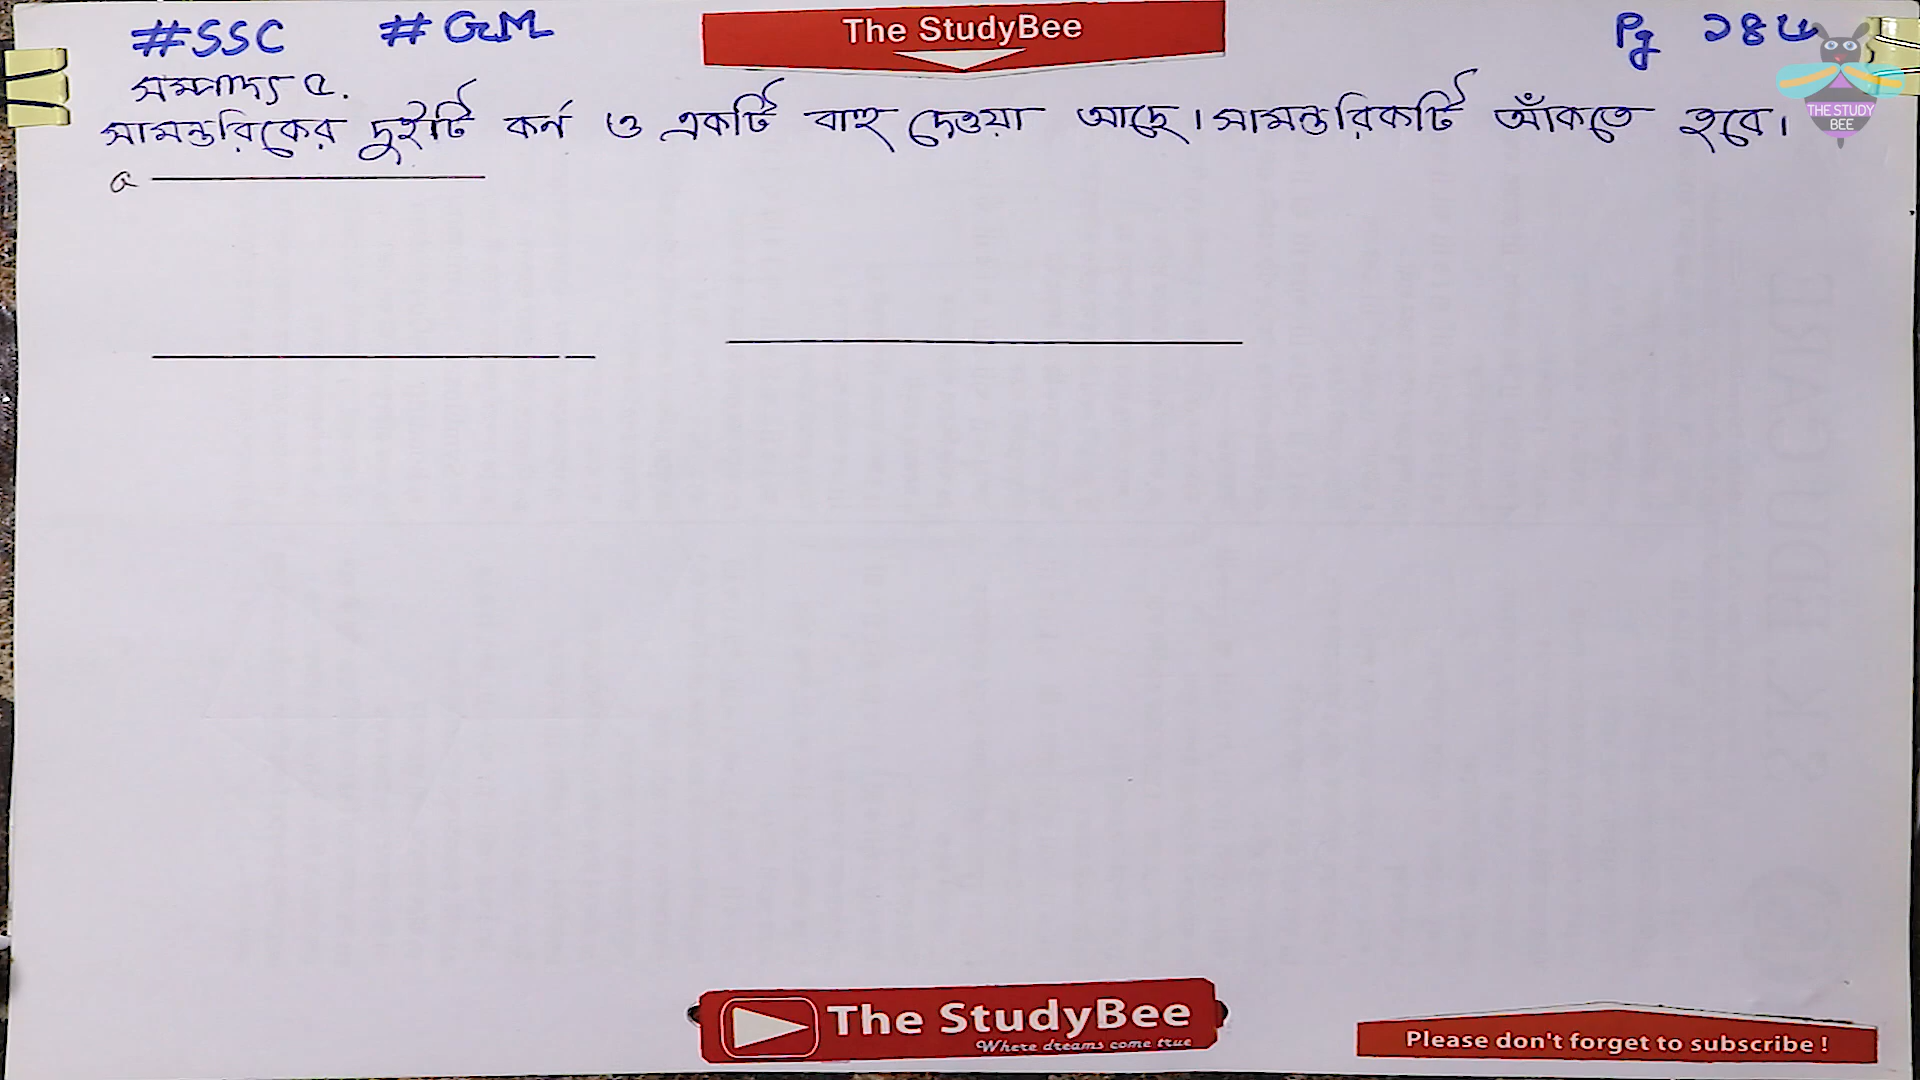 #SSC #GM
The StudyBee
Pg ১৪৬
THE STUDY
BEE
সম্পাদ্য ৫.
সামন্তরিকের দুইটি কর্ন ও একটি বাহু দেওয়া আছে। সামন্তরিকটি আঁকতে হবে।
a
The StudyBee
Where dreams come true
Please don't forget to subscribe !